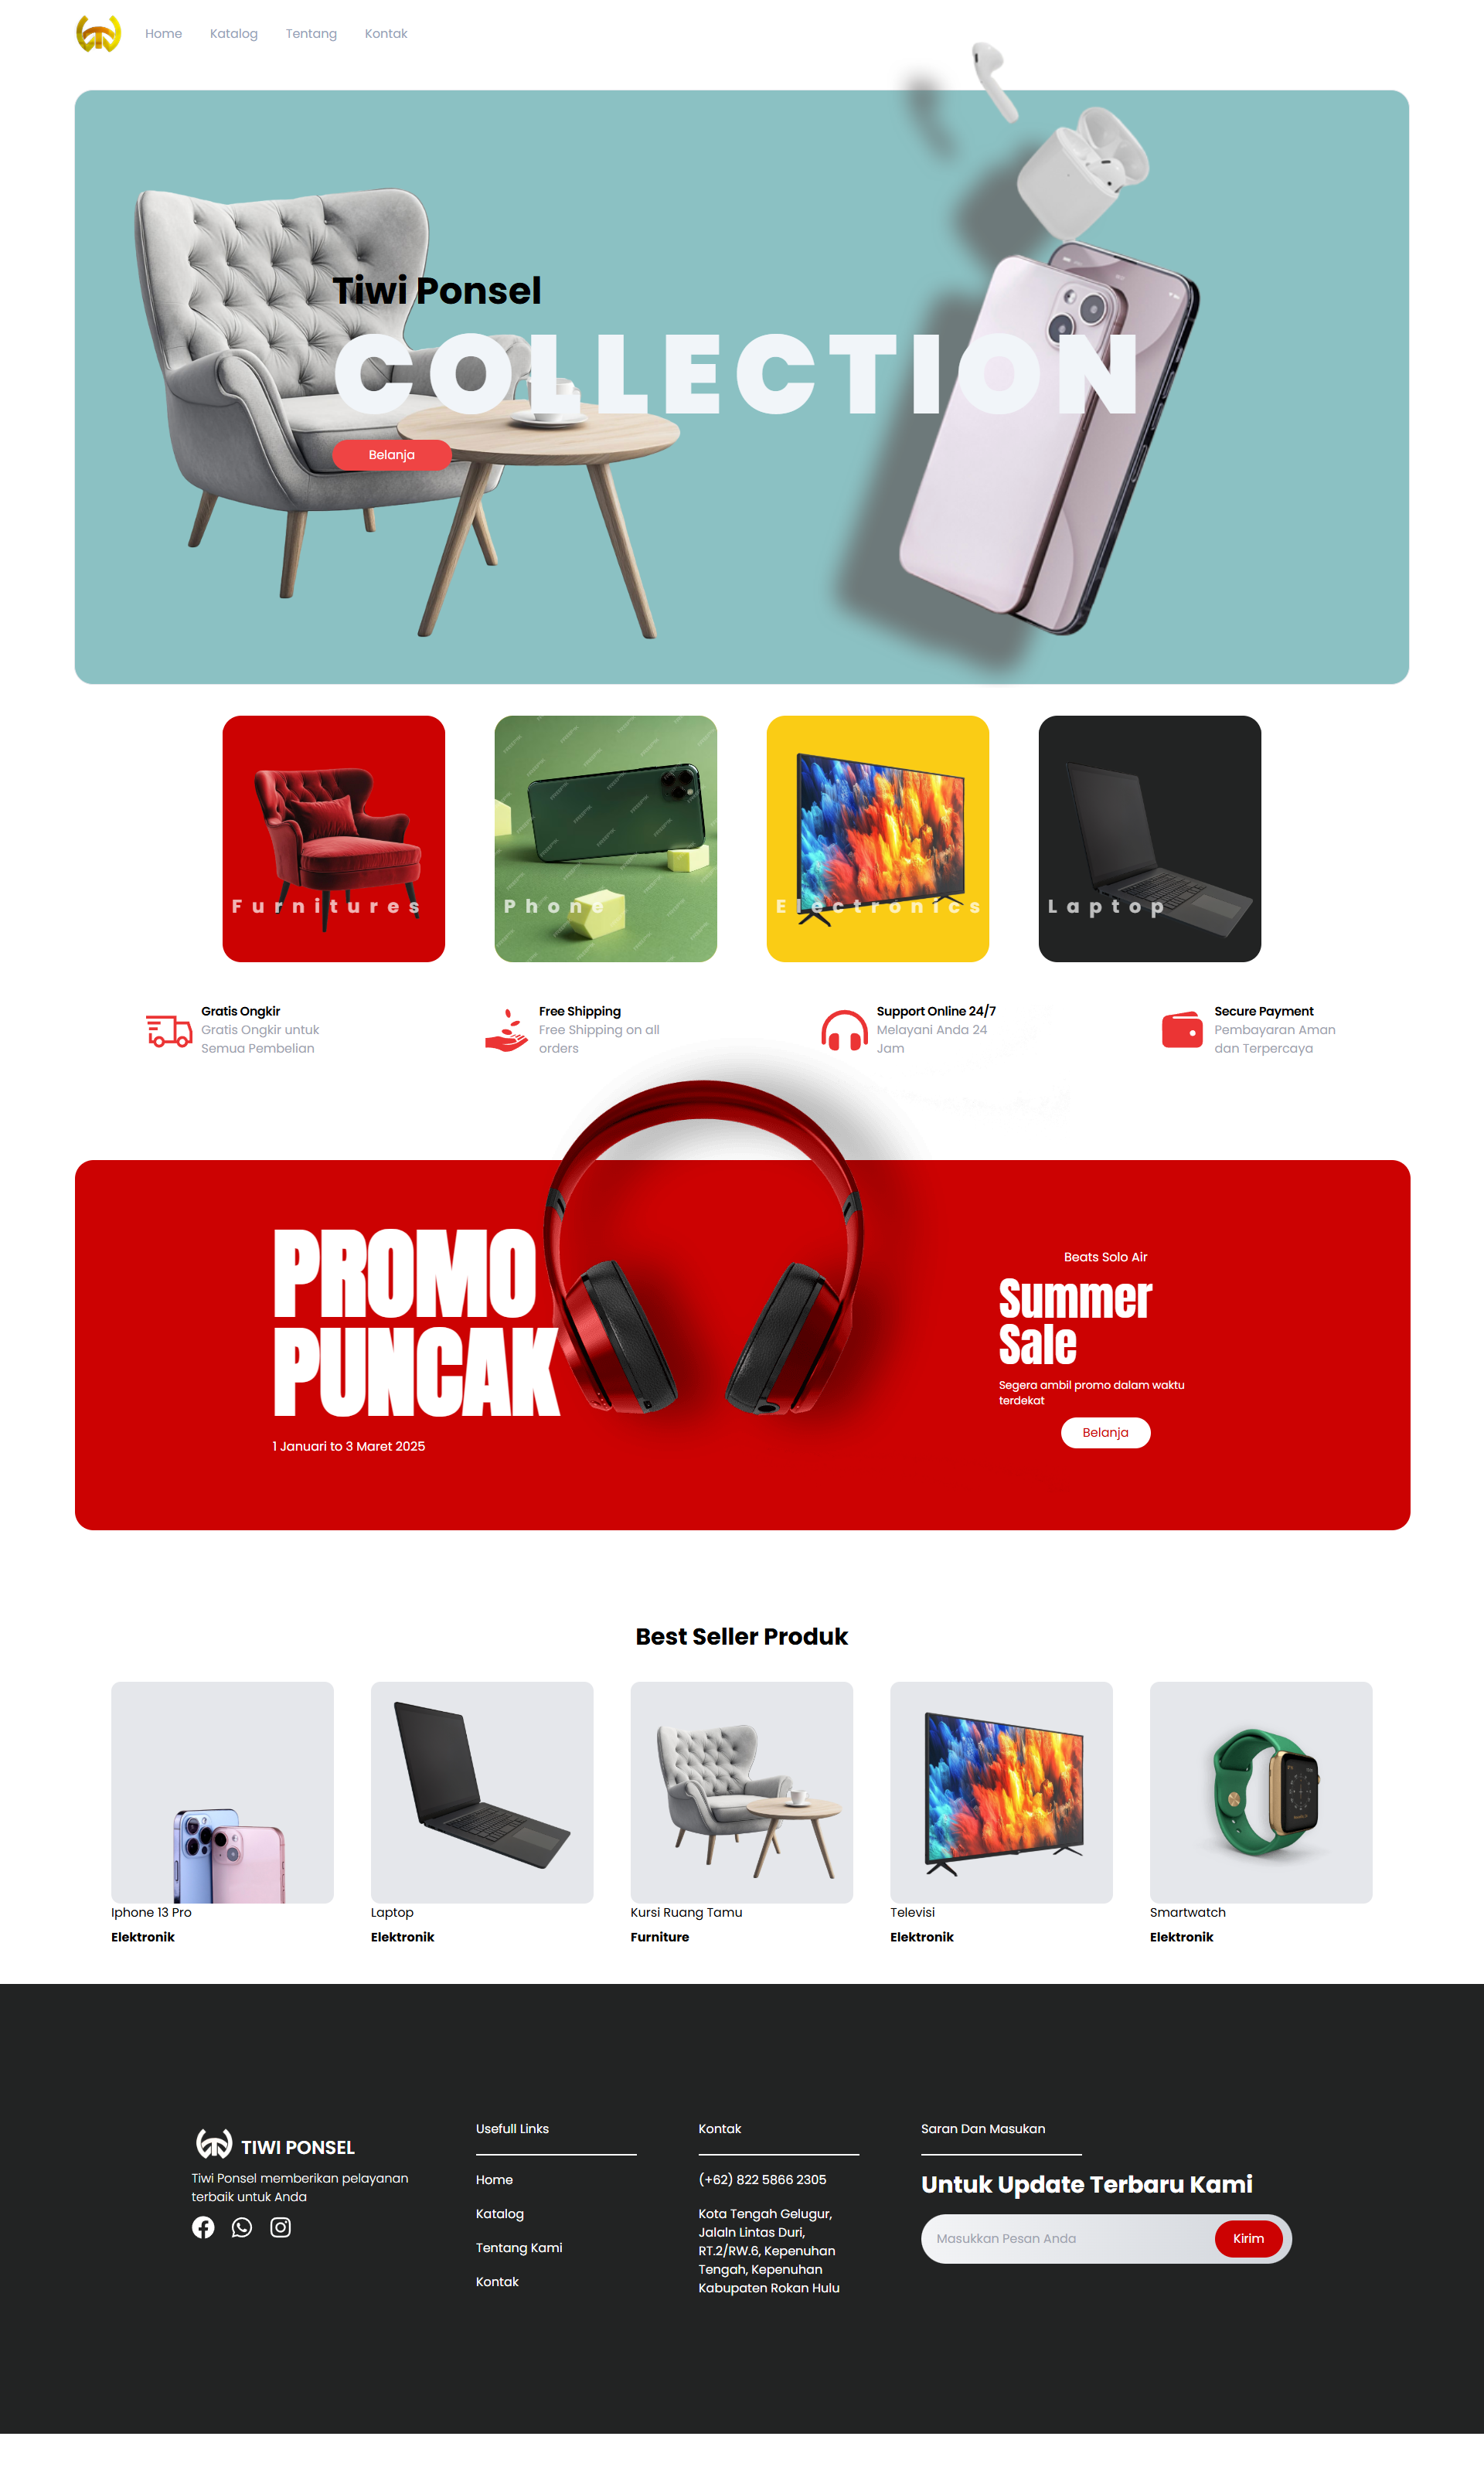 Home Katalog Tentang Kontak
Tiwi Ponsel
COLLECTION
Belanja
Furnitures
Phone
Electronics
Laptop
Gratis Ongkir
Gratis Ongkir untuk
Semua Pembelian
Free Shipping
Free Shipping on all
orders
Support Online 24/7
Melayani Anda 24
Jam
Secure Payment
Pembayaran Aman
dan Terpercaya
PROMO
PUNCAK
1 Januari to 3 Maret 2025
Beats Solo Air
Summer
Sale
Segera ambil promo dalam waktu
terdekat
Belanja
Best Seller Produk
Iphone 13 Pro
Elektronik
Laptop
Elektronik
Kursi Ruang Tamu
Furniture
Televisi
Elektronik
Smartwatch
Elektronik
TIWI PONSEL
Tiwi Ponsel memberikan pelayanan
terbaik untuk Anda
Usefull Links
Home
Katalog
Tentang Kami
Kontak
Kontak
(+62) 822 5866 2305
Kota Tengah Gelugur,
Jalaln Lintas Duri,
RT.2/RW.6, Kepenuhan
Tengah, Kepenuhan
Kabupaten Rokan Hulu
Saran Dan Masukan
Untuk Update Terbaru Kami
Masukkan Pesan Anda
Kirim